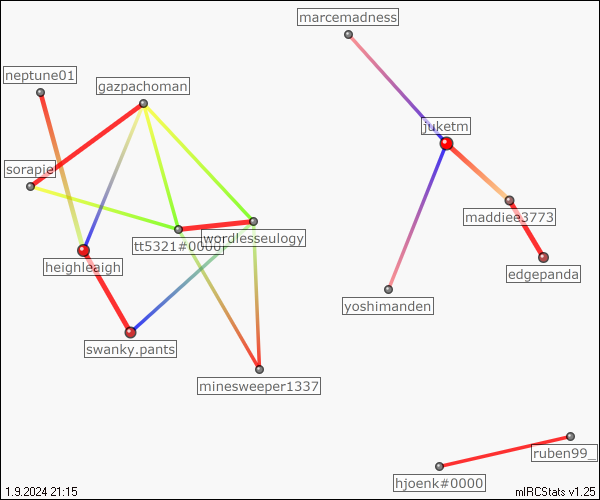 marcemadness
neptune01
gazpachoman
juketm
sorapie
maddiee3773
tt5321#0000
wordlesseulogy
heighleaigh
edgepanda
yoshimanden
swanky.pants
minesweeper1337
ruben99_
hjoenk#0000
1.9.2024 21:15
mIRCStats v1.25